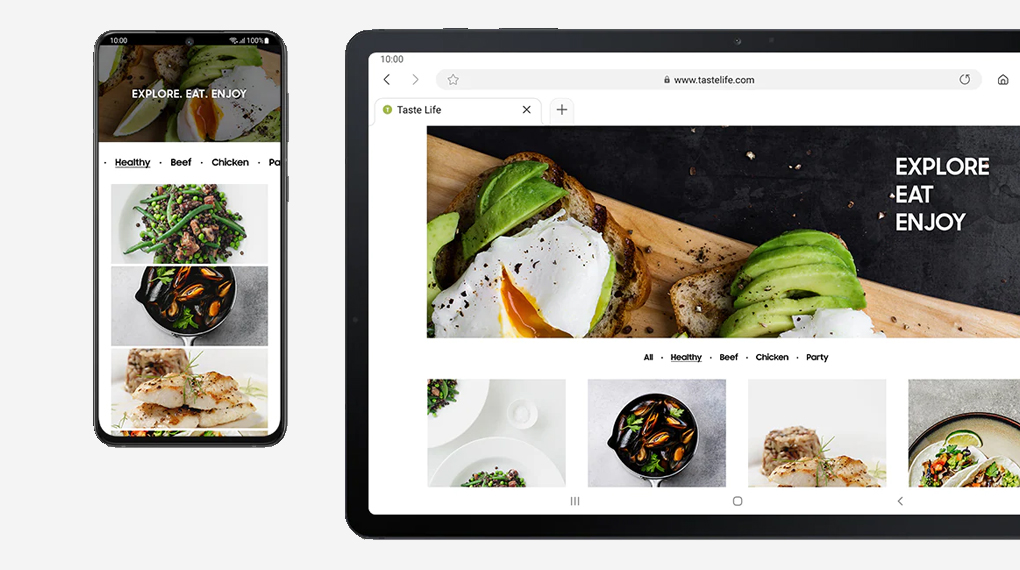 10:00 100%
EXPLORE. EAT. ENJOY
· Healthy · Beef · Chicken · Pa
10:00
www.tastelife.com
T Taste Life
EXPLORE
EAT
ENJOY
All · Healthy · Beef · Chicken · Party